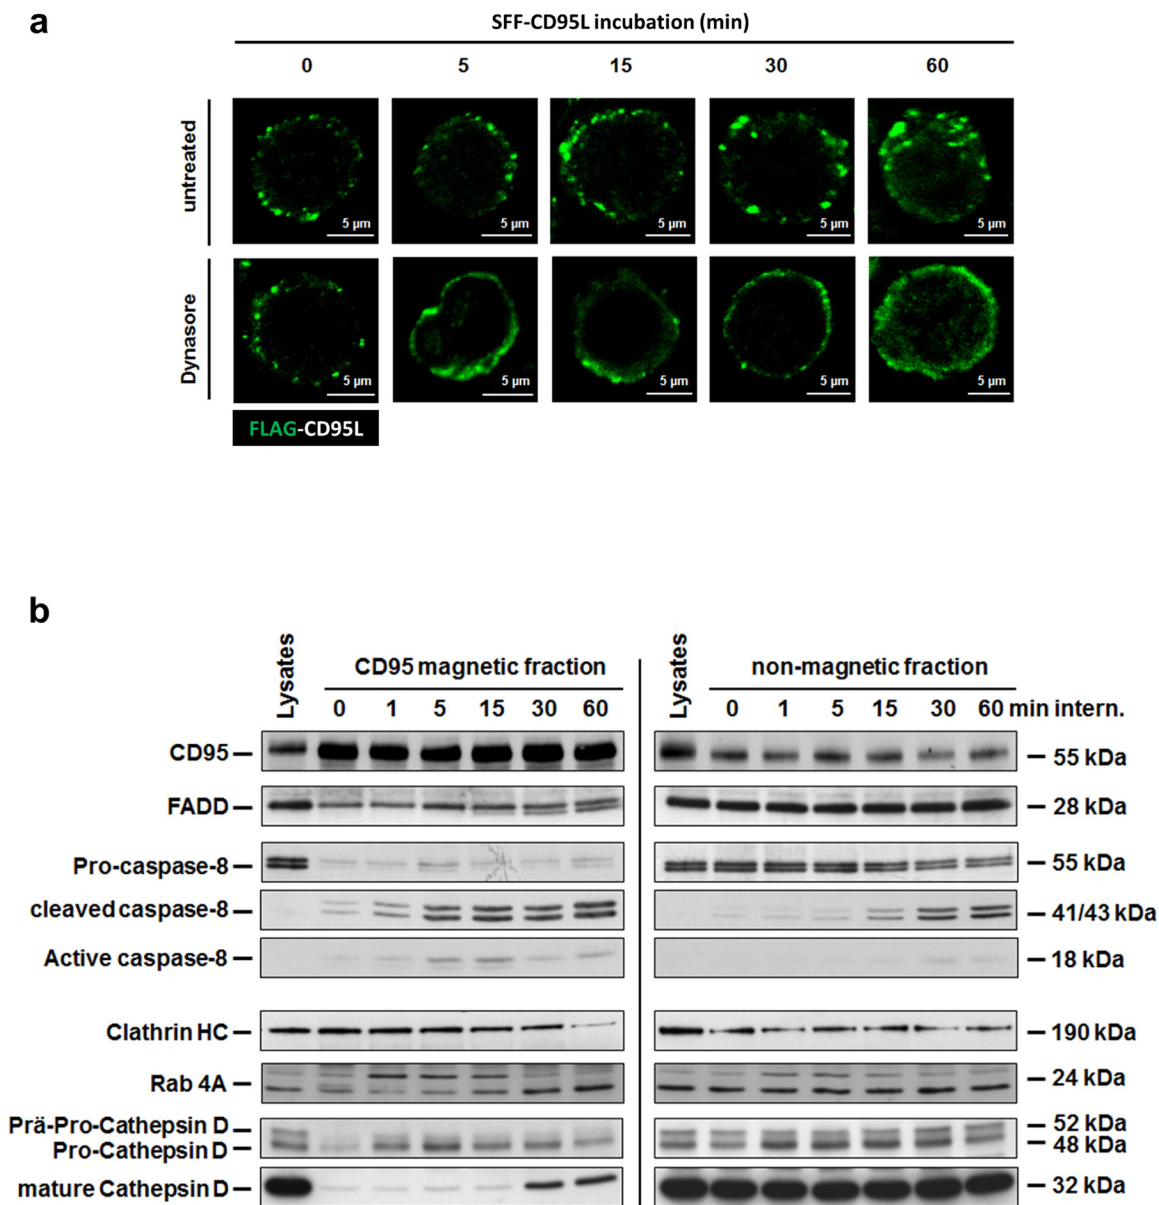 a
SFF-CD95L incubation (min)
0 5 15 30 60
untreated
5 µm 5 µm 5 µm 5 µm 5 µm
Dynasore
5 µm 5 µm 5 µm 5 µm 5 µm
FLAG-CD95L
b
Lysates CD95 magnetic fraction Lysates non-magnetic fraction
0 1 5 15 30 60 0 1 5 15 30 60 min intern.
CD95 55 kDa
FADD 28 kDa
Pro-caspase-8 55 kDa
cleaved caspase-8 41/43 kDa
Active caspase-8 18 kDa
Clathrin HC 190 kDa
Rab 4A 24 kDa
Prä-Pro-Cathepsin D 52 kDa
Pro-Cathepsin D 48 kDa
mature Cathepsin D 32 kDa